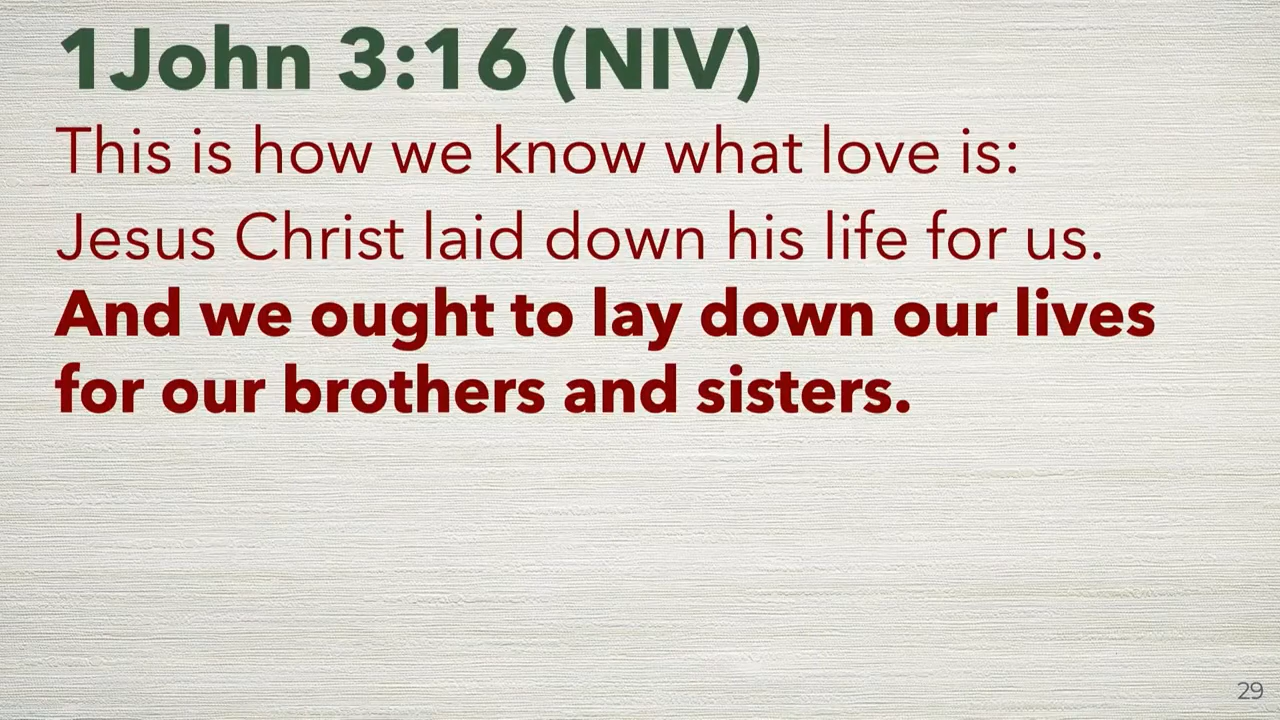 1John 3:16 (NIV)
This is how we know what love is:
Jesus Christ laid down his life for us.
And we ought to lay down our lives
for our brothers and sisters.
29